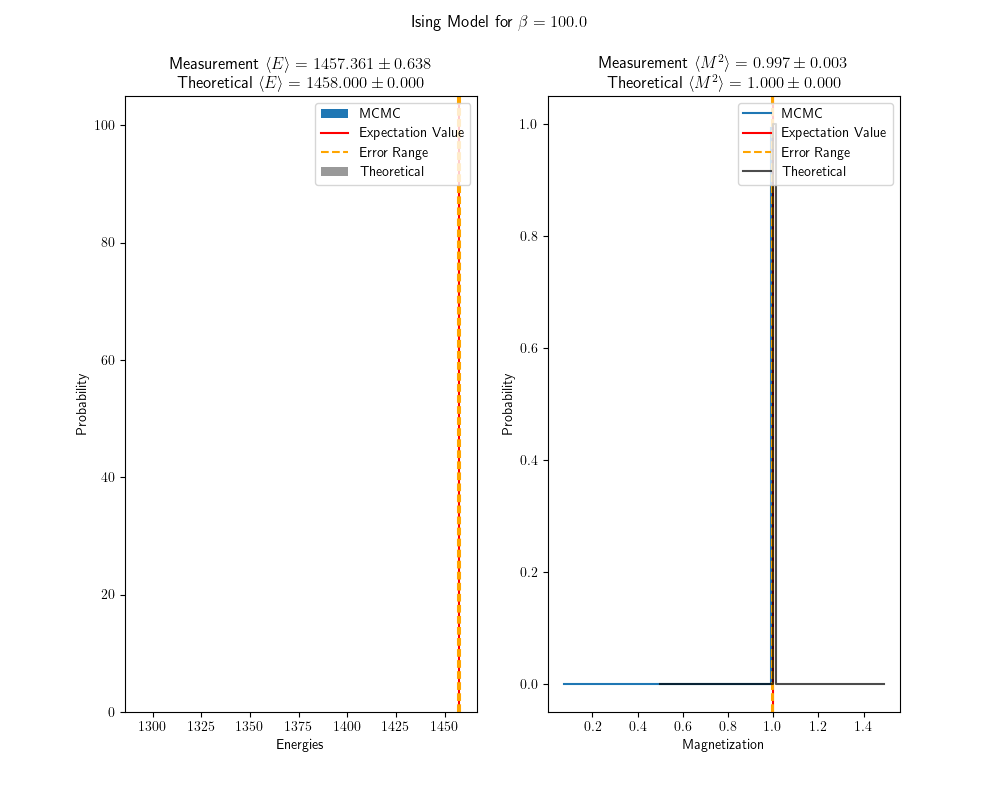 Ising Model for β = 100.0
Measurement ⟨E⟩ = 1457.361 ± 0.638
Theoretical ⟨E⟩ = 1458.000 ± 0.000
Probability
100
80
60
40
20
0
MCMC
Expectation Value
Error Range
Theoretical
1300 1325 1350 1375 1400 1425 1450
Energies
Measurement ⟨M²⟩ = 0.997 ± 0.003
Theoretical ⟨M²⟩ = 1.000 ± 0.000
Probability
1.0
0.8
0.6
0.4
0.2
0.0
MCMC
Expectation Value
Error Range
Theoretical
0.2 0.4 0.6 0.8 1.0 1.2 1.4
Magnetization